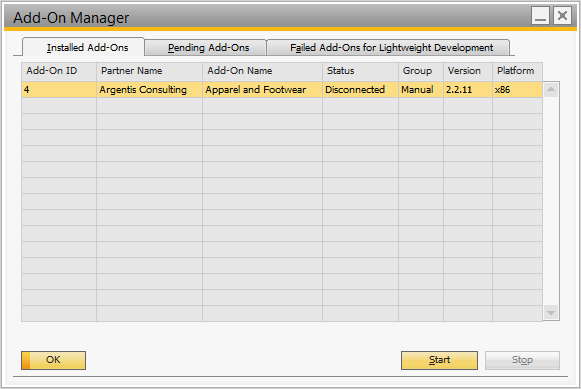 Add-On Manager
Installed Add-Ons Pending Add-Ons Failed Add-Ons for Lightweight Development
Add-On ID Partner Name Add-On Name Status Group Version Platform
4 Argentis Consulting Apparel and Footwear Disconnected Manual 2.2.11 x86
OK Start Stop